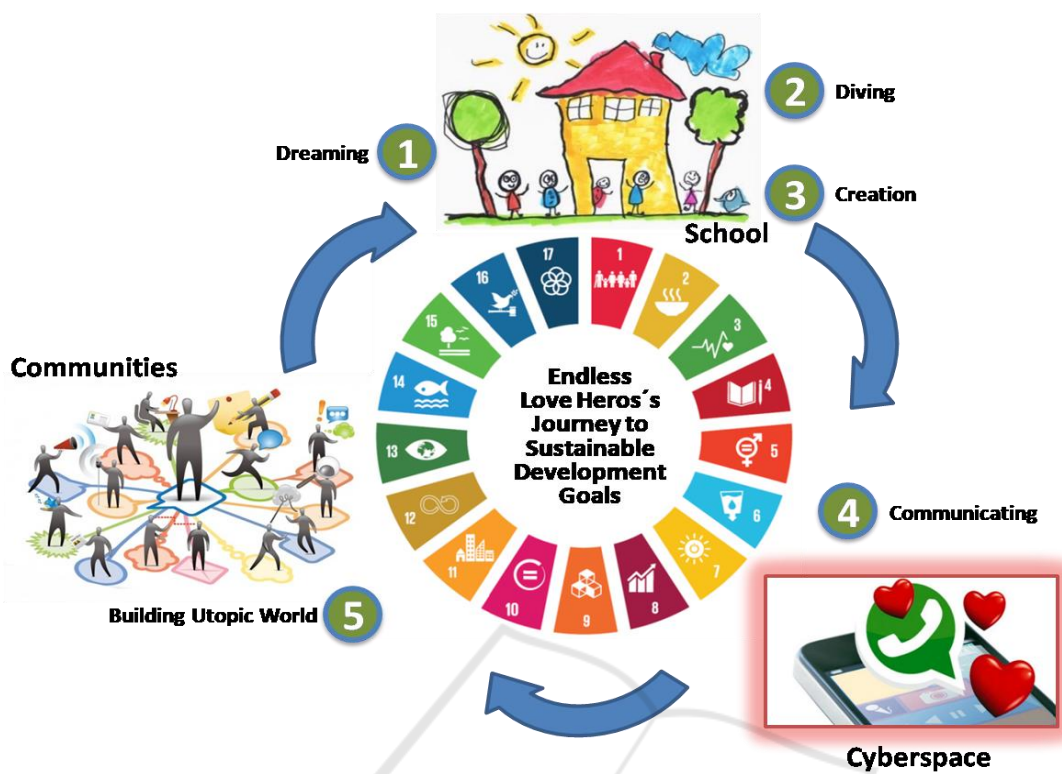 1
Dreaming
2
Diving
3
Creation
School
1
2
3
4
5
6
7
8
9
10
11
12
13
14
15
16
17
Endless
Love Heros´s
Journey to
Sustainable
Development
Goals
4
Communicating
Cyberspace
5
Building Utopic World
Communities